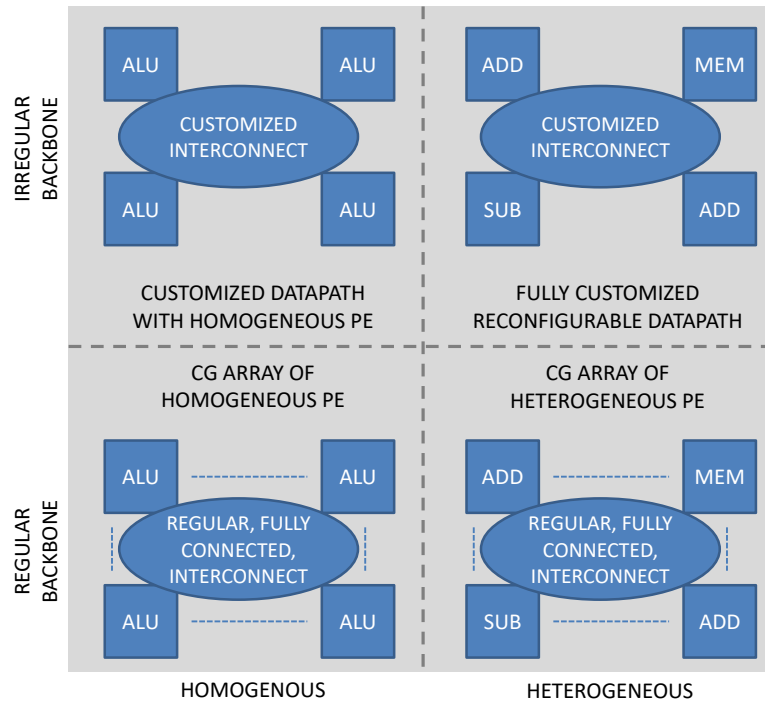 IRREGULAR
BACKBONE
ALU
ALU
CUSTOMIZED
INTERCONNECT
ALU
ALU
CUSTOMIZED DATAPATH
WITH HOMOGENEOUS PE
ADD
MEM
CUSTOMIZED
INTERCONNECT
SUB
ADD
FULLY CUSTOMIZED
RECONFIGURABLE DATAPATH
REGULAR
BACKBONE
CG ARRAY OF
HOMOGENEOUS PE
ALU
ALU
REGULAR, FULLY
CONNECTED,
INTERCONNECT
ALU
ALU
CG ARRAY OF
HETEROGENEOUS PE
ADD
MEM
REGULAR, FULLY
CONNECTED,
INTERCONNECT
SUB
ADD
HOMOGENOUS
HETEROGENEOUS